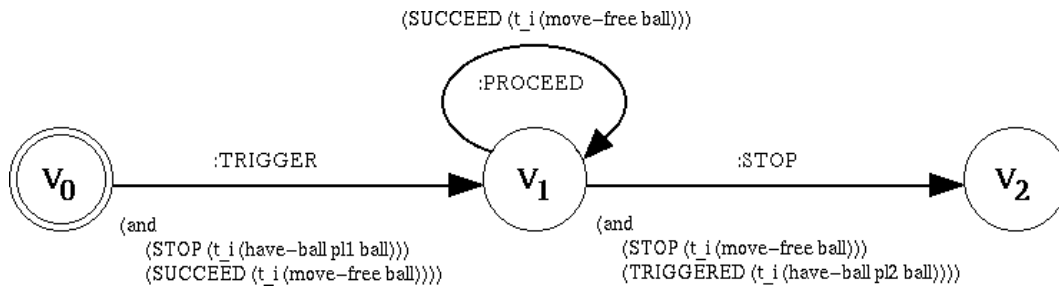 (SUCCEED (t_i (move-free ball)))
:PROCEED
:TRIGGER
:STOP
V0
V1
V2
(and
(STOP (t_i (have-ball pl1 ball)))
(SUCCEED (t_i (move-free ball))))
(and
(STOP (t_i (move-free ball)))
(TRIGGERED (t_i (have-ball pl2 ball))))